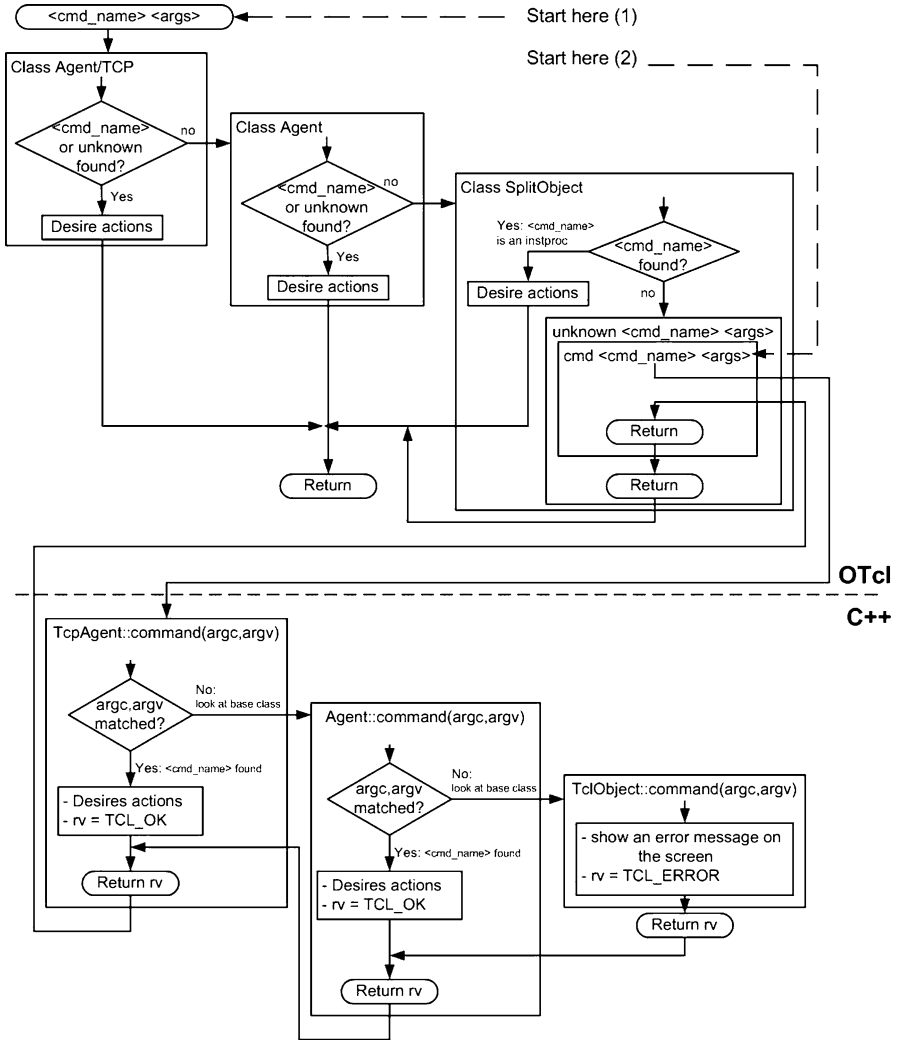 <cmd_name> <args>
Start here (1)
Start here (2)
Class Agent/TCP
<cmd_name>
or unknown
found?
no
Yes
Desire actions
Class Agent
<cmd_name>
or unknown
found?
no
Yes
Desire actions
Class SplitObject
Yes: <cmd_name>
is an instproc
<cmd_name>
found?
no
Desire actions
unknown <cmd_name> <args>
cmd <cmd_name> <args>
Return
Return
Return
OTcl
C++
TcpAgent::command(argc,argv)
argc,argv
matched?
No:
look at base class
Yes: <cmd_name> found
- Desires actions
- rv = TCL_OK
Return rv
Agent::command(argc,argv)
argc,argv
matched?
No:
look at base class
Yes: <cmd_name> found
- Desires actions
- rv = TCL_OK
Return rv
TclObject::command(argc,argv)
- show an error message on
the screen
- rv = TCL_ERROR
Return rv